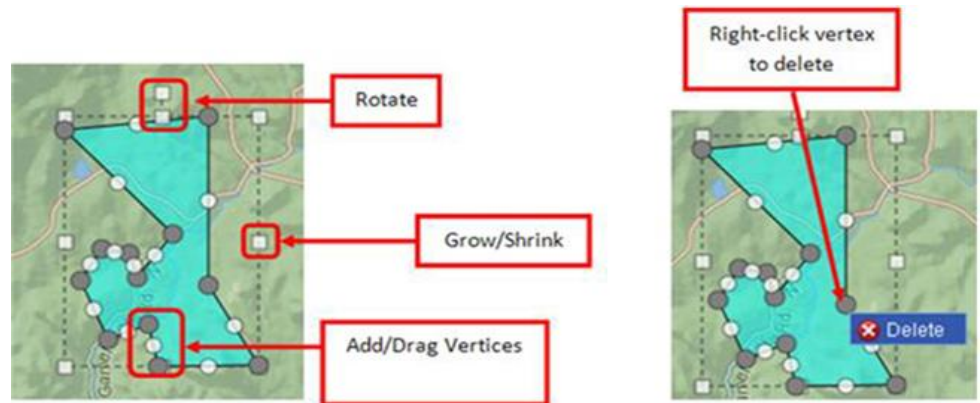 Right-click vertex
to delete
Rotate
Grow/Shrink
Add/Drag Vertices
Delete